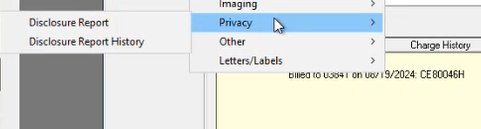 Imaging
Disclosure Report
Privacy
Disclosure Report History
Other
Charge History
Letters/Labels
Billed to 03841 on 08/19/2024: CE80046H